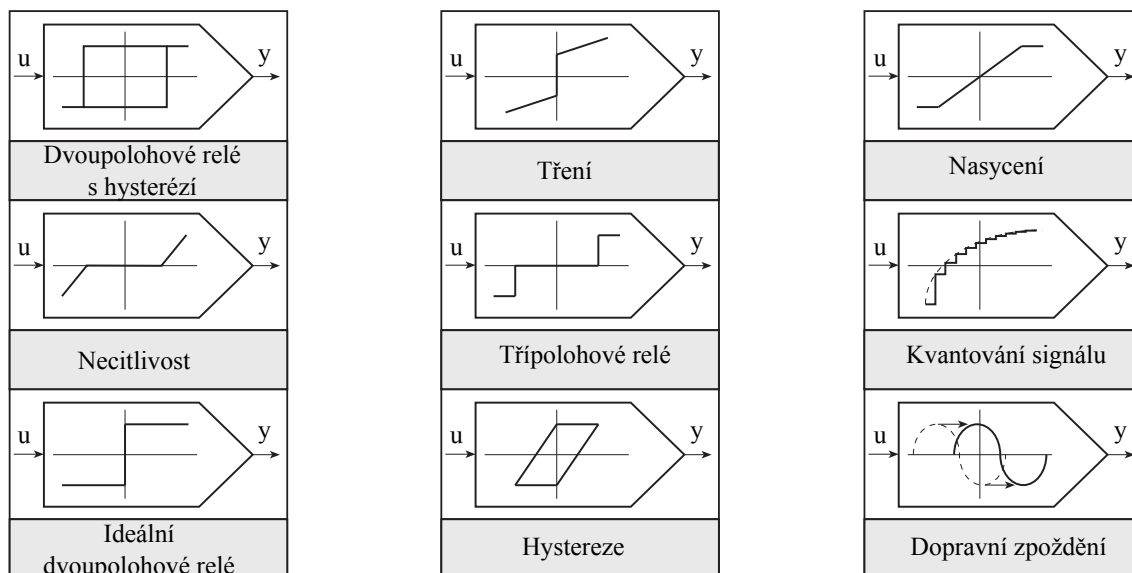 u y
Dvoupolohové relé
s hysterézí
u y
Tření
u y
Nasycení
u y
Necitlivost
u y
Třípolohové relé
u y
Kvantování signálu
u y
Ideální
dvoupolohové relé
u y
Hystereze
u y
Dopravní zpoždění